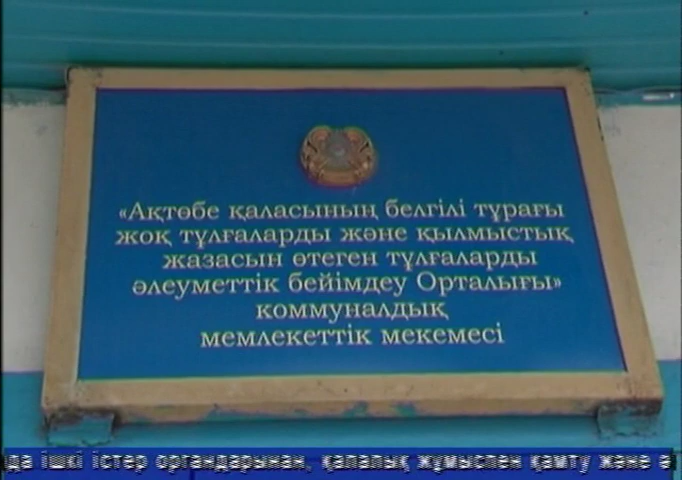 «Ақтөбе қаласының белгілі тұрағы
жоқ тұлғаларды және қылмыстық
жазасын өтеген тұлғаларды
әлеуметтік бейімдеу Орталығы»
коммуналдық
мемлекеттік мекемесі
ішкі істер органдарынан, қалалық жұмыспен қамту және